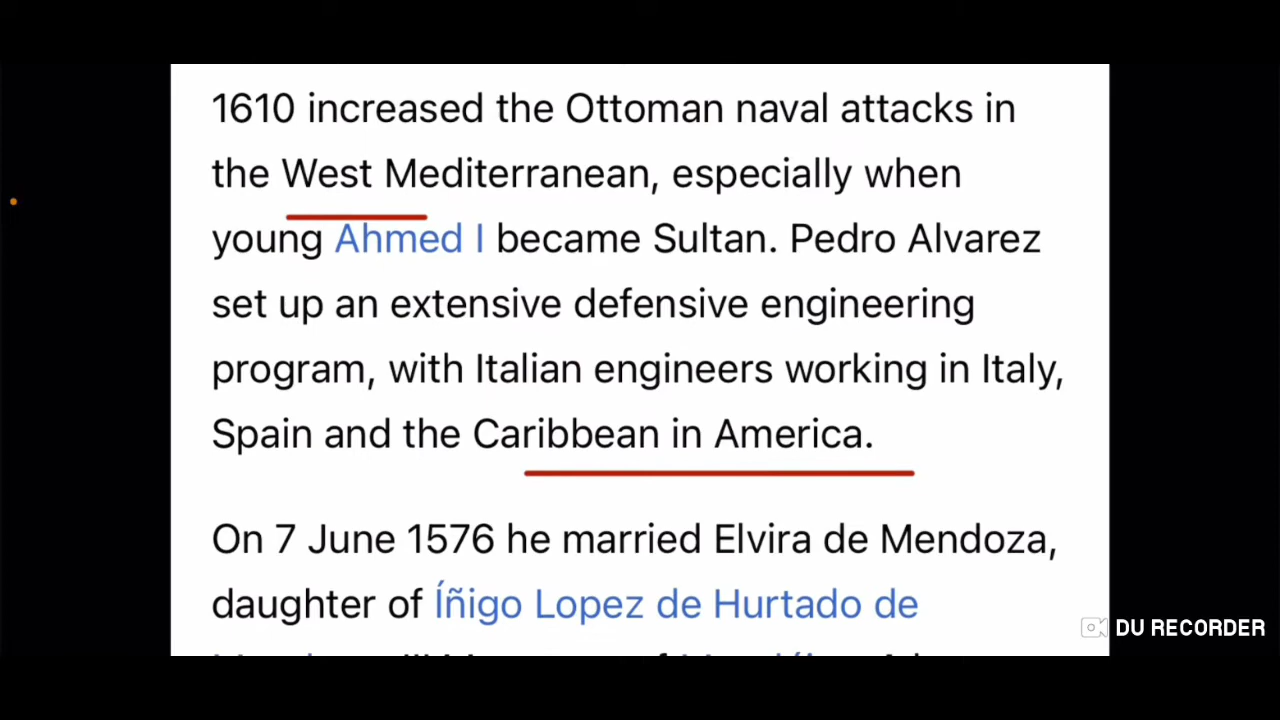 1610 increased the Ottoman naval attacks in
the West Mediterranean, especially when
young Ahmed I became Sultan. Pedro Alvarez
set up an extensive defensive engineering
program, with Italian engineers working in Italy,
Spain and the Caribbean in America.
On 7 June 1576 he married Elvira de Mendoza,
daughter of Íñigo Lopez de Hurtado de
DU RECORDER